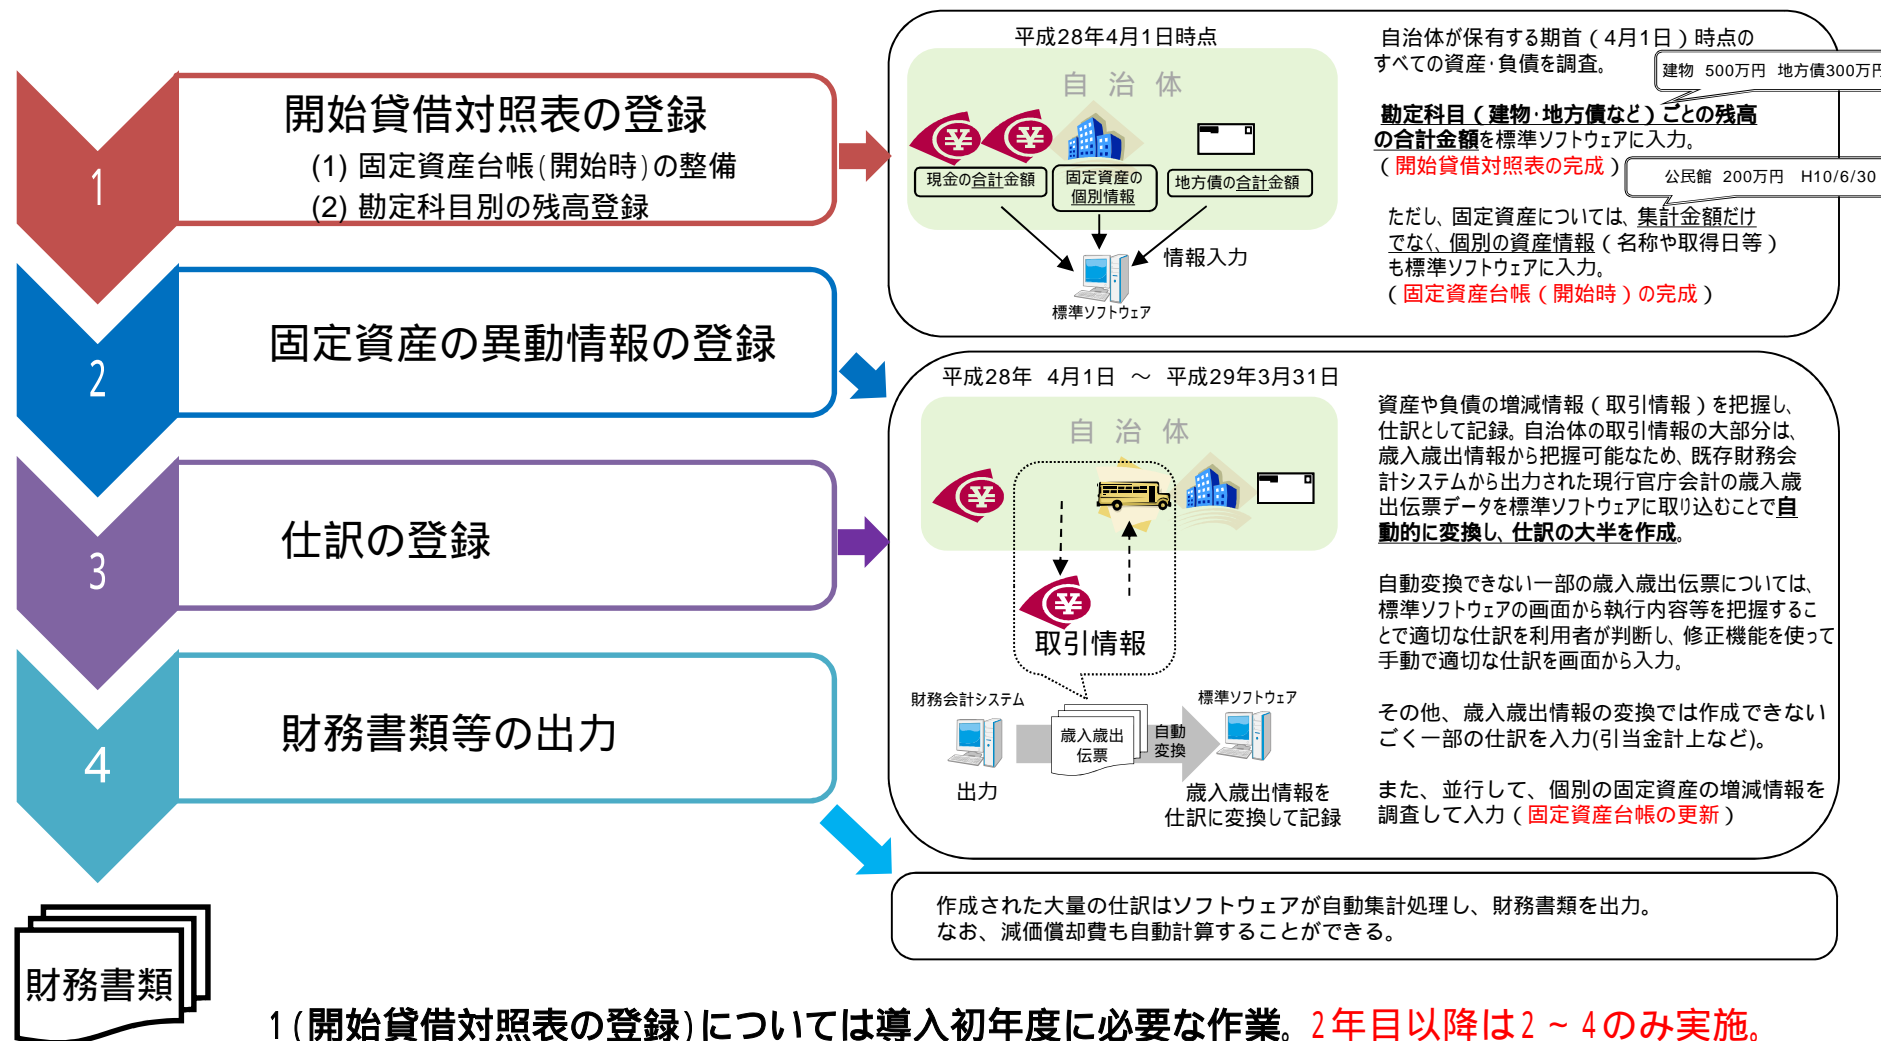 1
開始貸借対照表の登録
(1) 固定資産台帳(開始時)の整備
(2) 勘定科目別の残高登録
2
固定資産の異動情報の登録
3
仕訳の登録
4
財務書類等の出力
財務書類
平成28年4月1日時点
自 治 体
現金の合計金額
固定資産の
個別情報
地方債の合計金額
情報入力
標準ソフトウェア
自治体が保有する期首（4月1日）時点の
すべての資産・負債を調査。
建物 500万円 地方債300万円
勘定科目（建物・地方債など）ごとの残高
の合計金額を標準ソフトウェアに入力。
（開始貸借対照表の完成）
公民館 200万円 H10/6/30
ただし、固定資産については、集計金額だけ
でなく、個別の資産情報（名称や取得日等）
も標準ソフトウェアに入力。
（固定資産台帳（開始時）の完成）
平成28年 4月1日 ～ 平成29年3月31日
自 治 体
取引情報
財務会計システム
出力
歳入歳出
伝票
自動
変換
標準ソフトウェア
歳入歳出情報を
仕訳に変換して記録
資産や負債の増減情報（取引情報）を把握し、
仕訳として記録。自治体の取引情報の大部分は、
歳入歳出情報から把握可能なため、既存財務会
計システムから出力された現行官庁会計の歳入歳
出伝票データを標準ソフトウェアに取り込むことで自
動的に変換し、仕訳の大半を作成。
自動変換できない一部の歳入歳出伝票については、
標準ソフトウェアの画面から執行内容等を把握するこ
とで適切な仕訳を利用者が判断し、修正機能を使って
手動で適切な仕訳を画面から入力。
その他、歳入歳出情報の変換では作成できない
ごく一部の仕訳を入力(引当金計上など)。
また、並行して、個別の固定資産の増減情報を
調査して入力（固定資産台帳の更新）
作成された大量の仕訳はソフトウェアが自動集計処理し、財務書類を出力。
なお、減価償却費も自動計算することができる。
1(開始貸借対照表の登録)については導入初年度に必要な作業。2年目以降は2～4のみ実施。